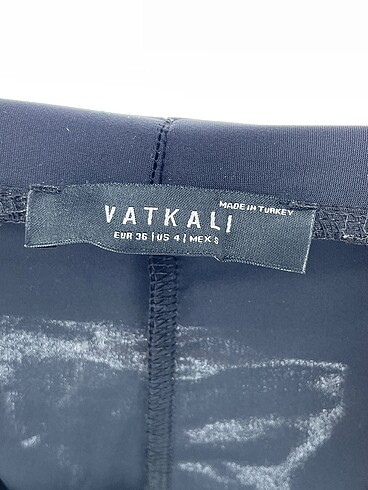 MADE IN TURKEY
VATKALI
EUR 36 | US 4 | MEX S